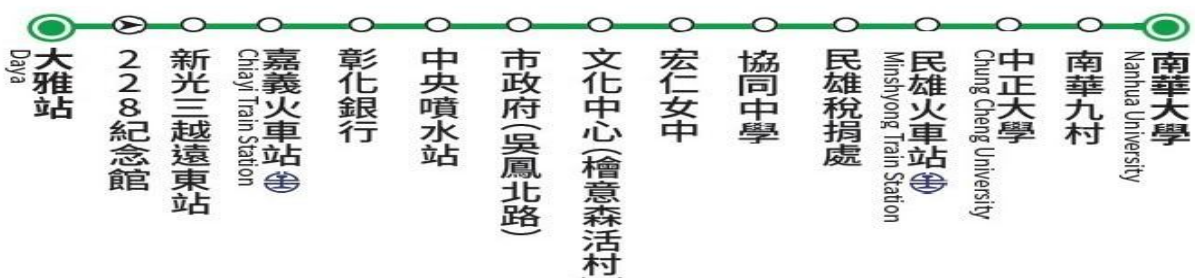 大雅站
Daya
228紀念館
新光三越遠東站
嘉義火車站
Chiayi Train Station
彰化銀行
中央噴水站
市政府(吳鳳北路)
文化中心(檜意森活村
宏仁女中
協同中學
民雄稅捐處
民雄火車站
Minshyong Train Station
中正大學
Chung Cheng University
南華九村
南華大學
Nanhua University